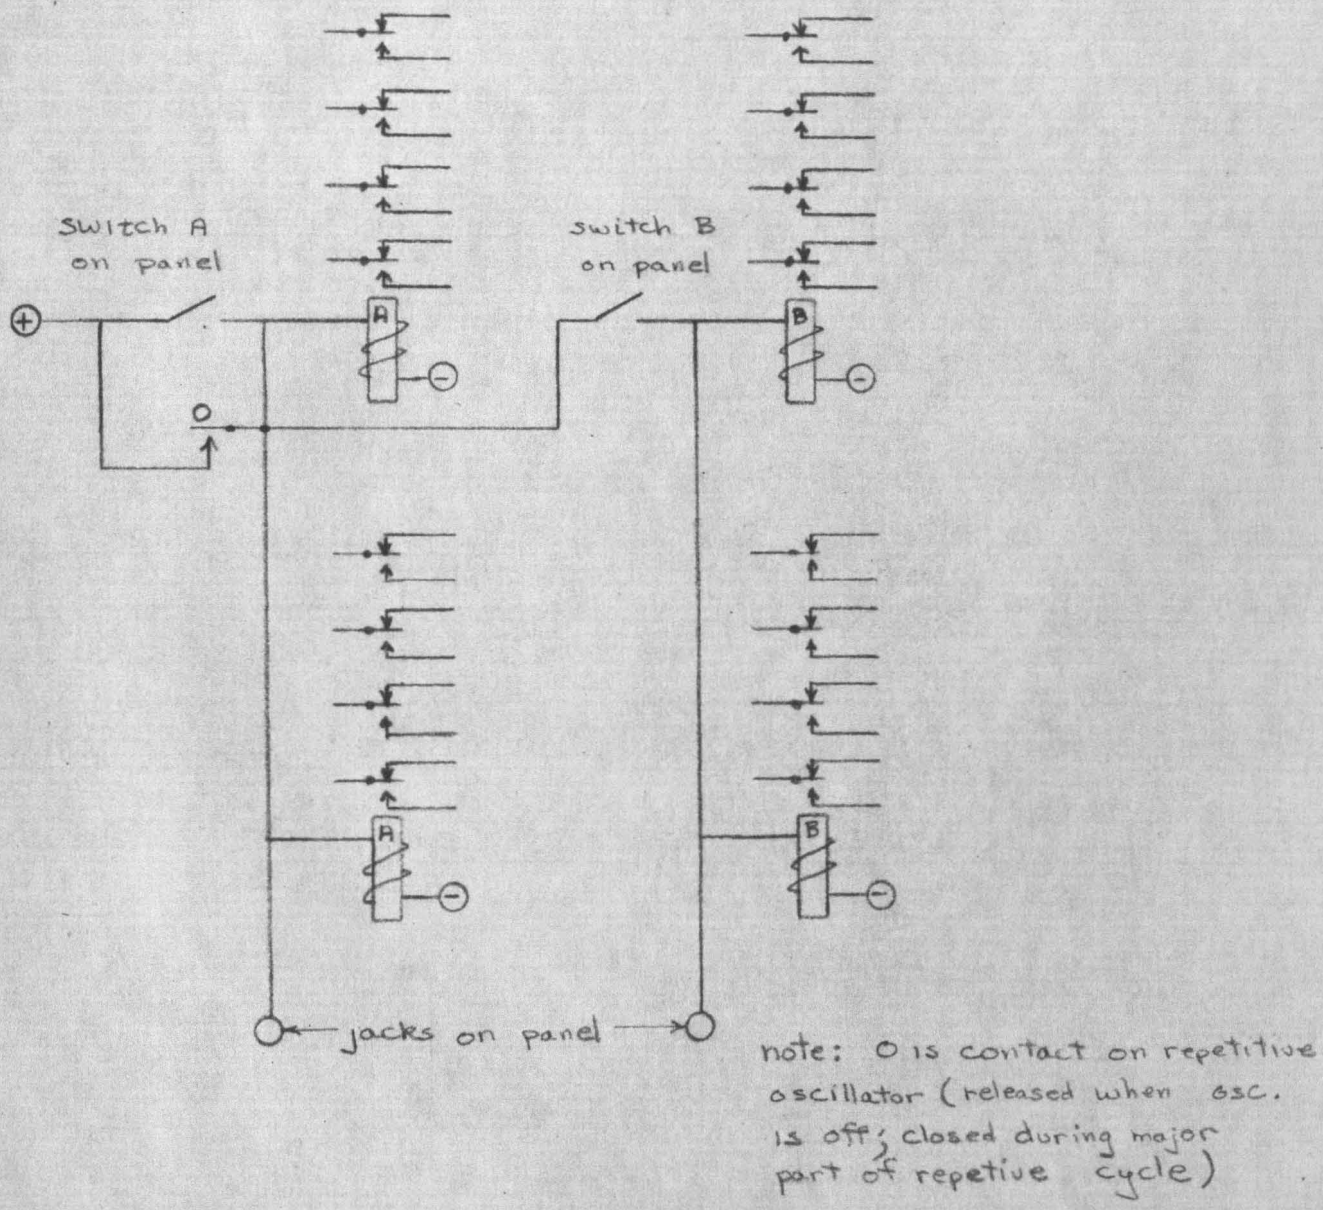 switch A
on panel
switch B
on panel
+
A
-
B
-
O
A
-
B
-
jacks on panel
note: O is contact on repetitive
oscillator (released when osc.
is off; closed during major
part of repetive cycle)